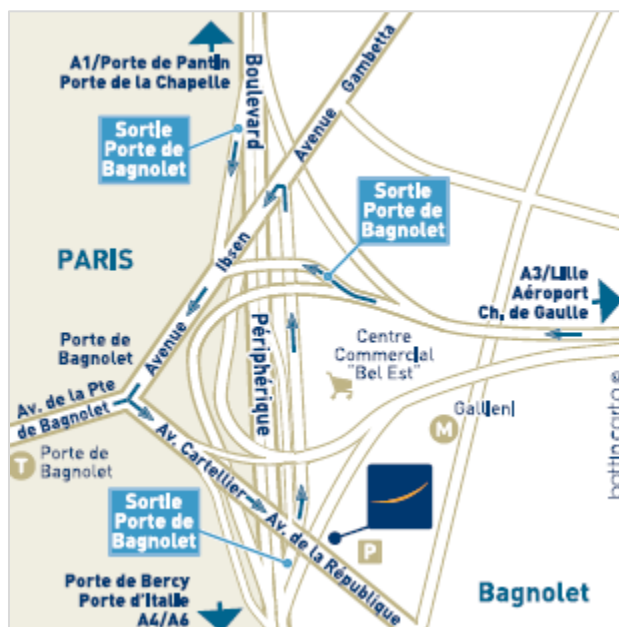 A1/Porte de Pantin
Porte de la Chapelle
Boulevard
Périphérique
Avenue Gambetta
Sortie
Porte de
Bagnolet
Sortie
Porte de
Bagnolet
PARIS
Avenue Ibsen
A3/Lille
Aéroport
Ch. de Gaulle
Porte de
Bagnolet
Centre
Commercial
"Bel Est"
Av. de la Pte
de Bagnolet
Gallieni
M
T
Porte de
Bagnolet
Av. Cartellier
Av. de la République
Sortie
Porte de
Bagnolet
P
Porte de Bercy
Porte d'Italie
A4/A6
Bagnolet